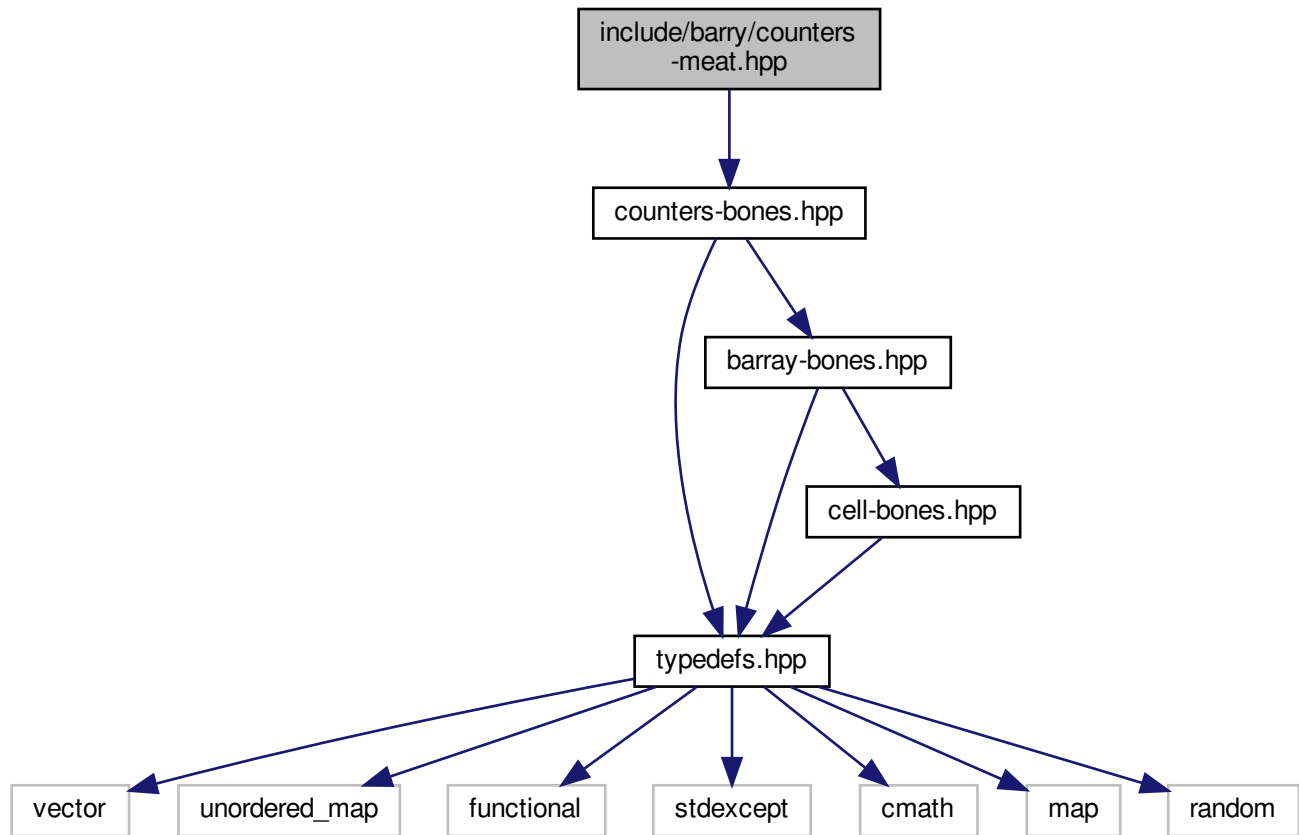 include/barry/counters
-meat.hpp
counters-bones.hpp
barray-bones.hpp
cell-bones.hpp
typedefs.hpp
vector
unordered_map
functional
stdexcept
cmath
map
random